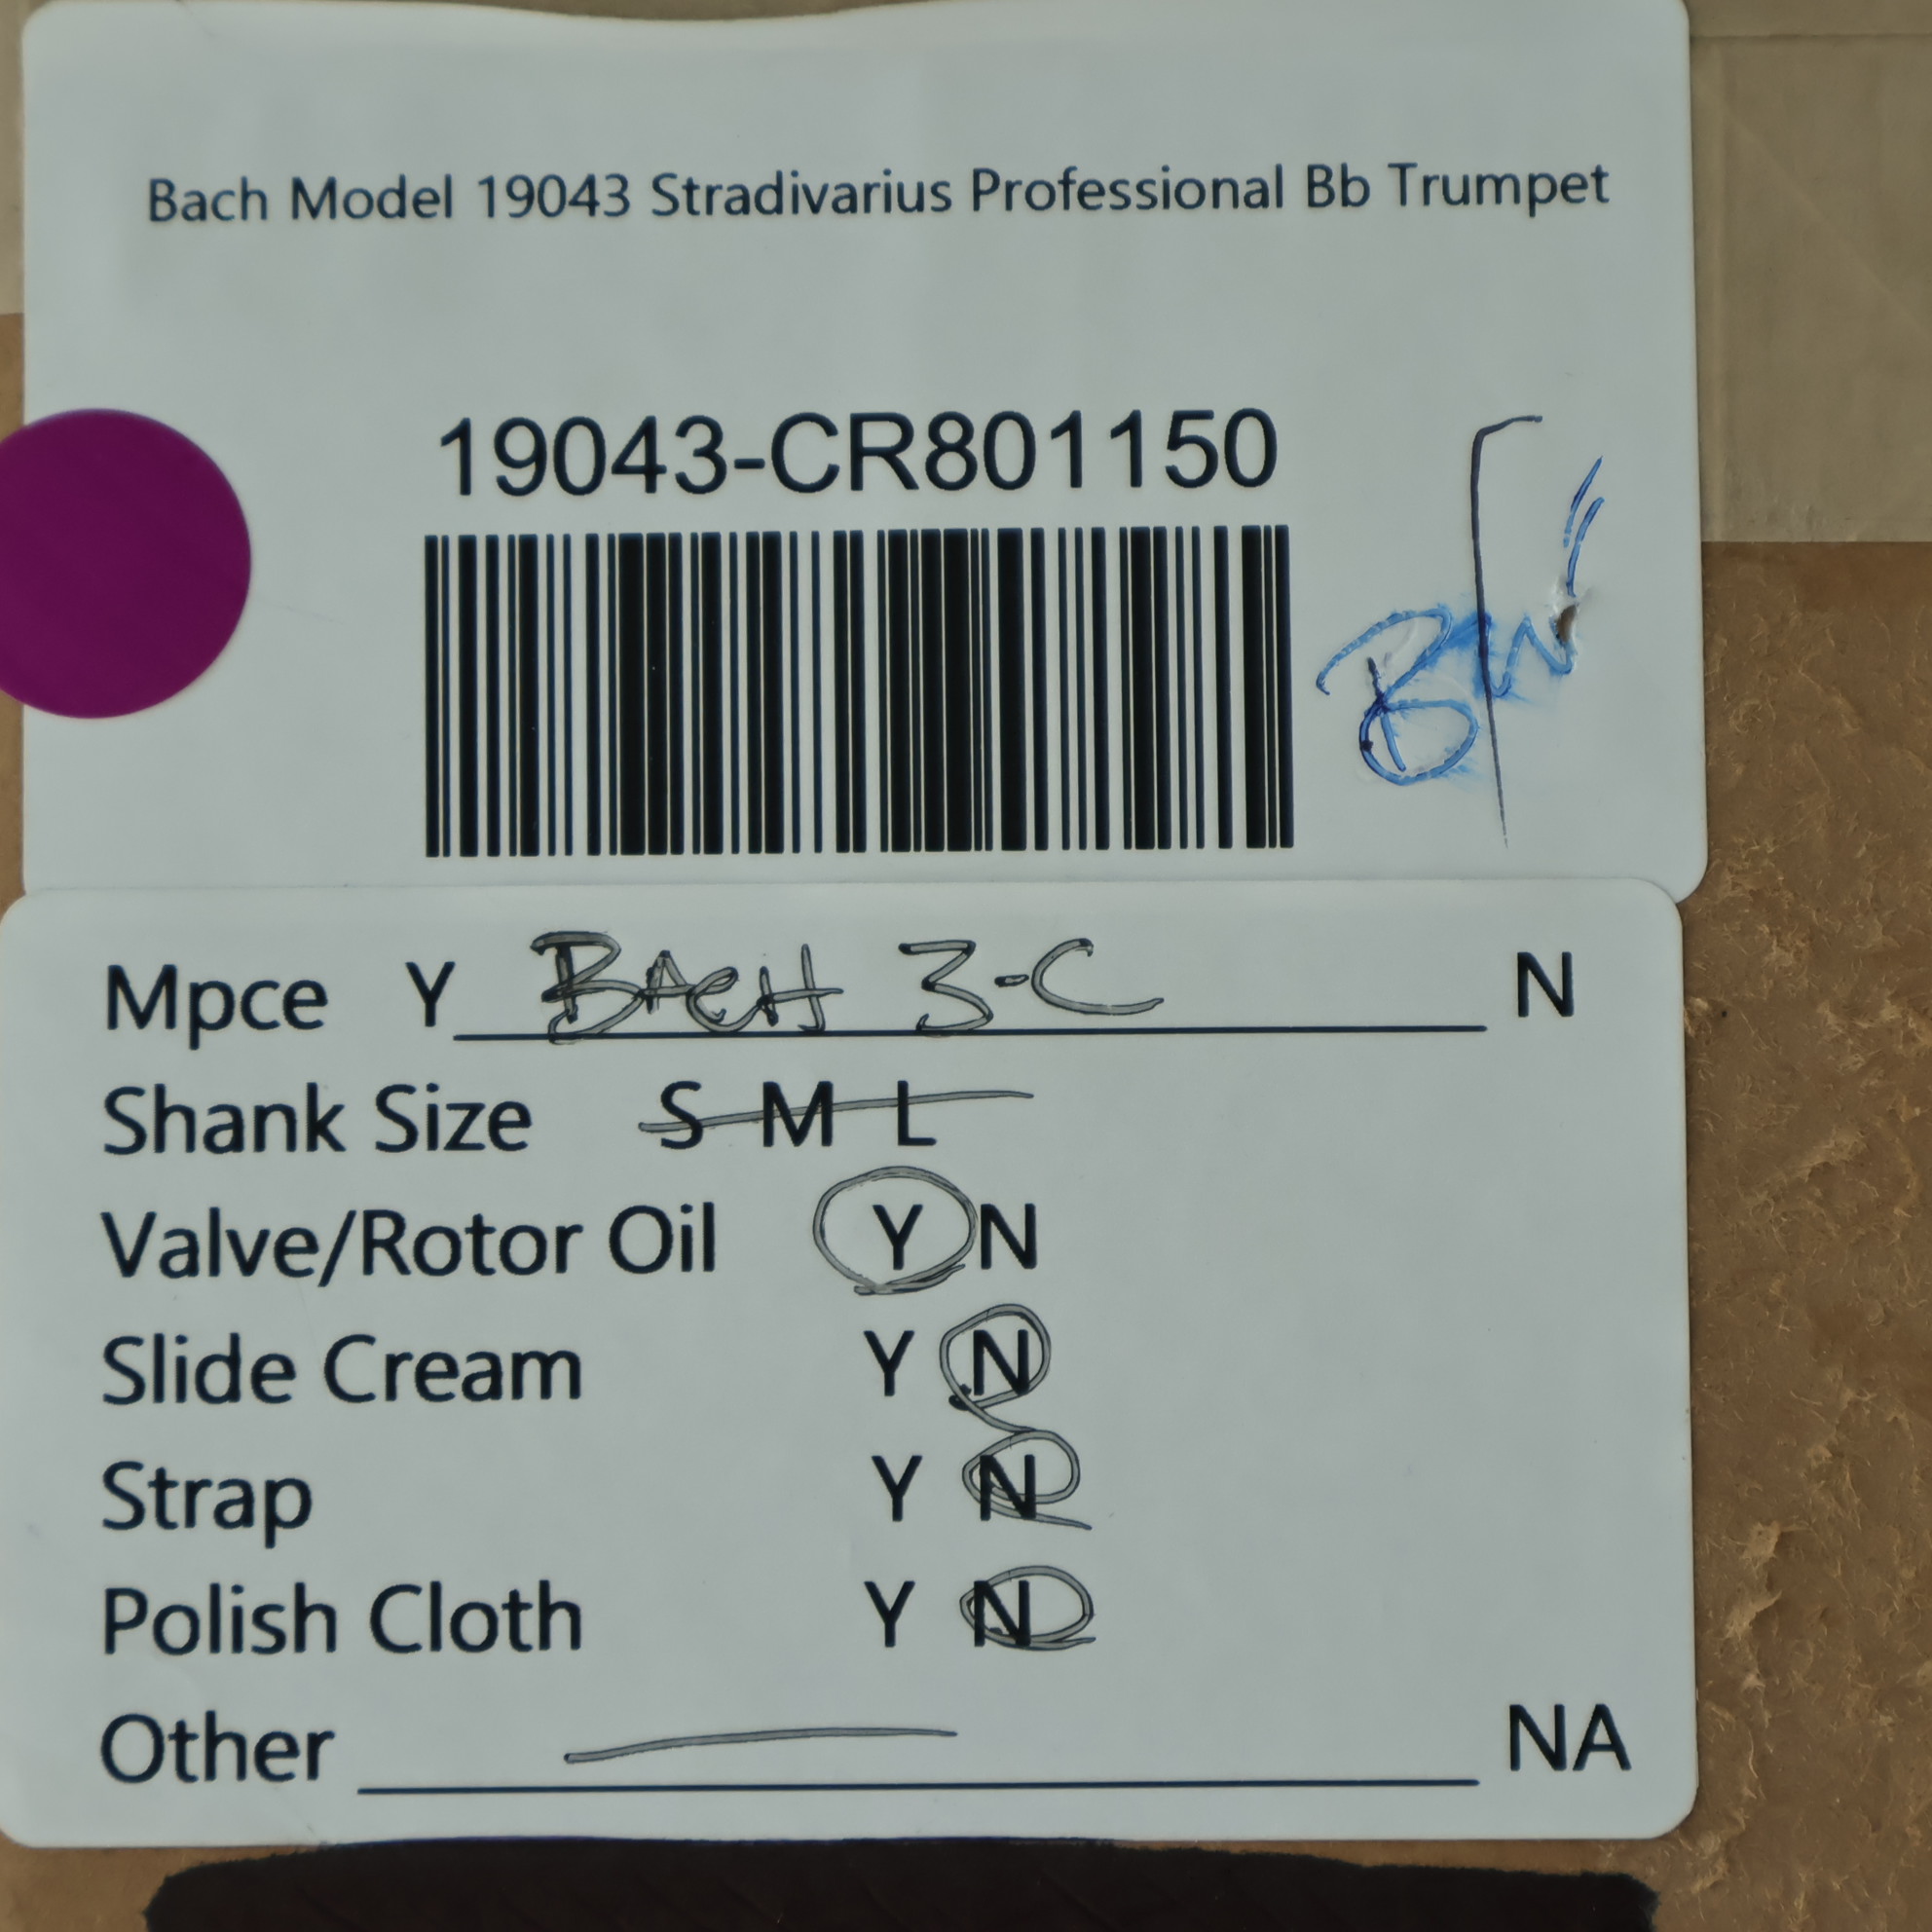 Bach Model 19043 Stradivarius Professional Bb Trumpet
19043-CR801150
Mpce Y BACH 3-C N
Shank Size S M L
Valve/Rotor Oil Y N
Slide Cream Y N
Strap Y N
Polish Cloth Y N
Other NA